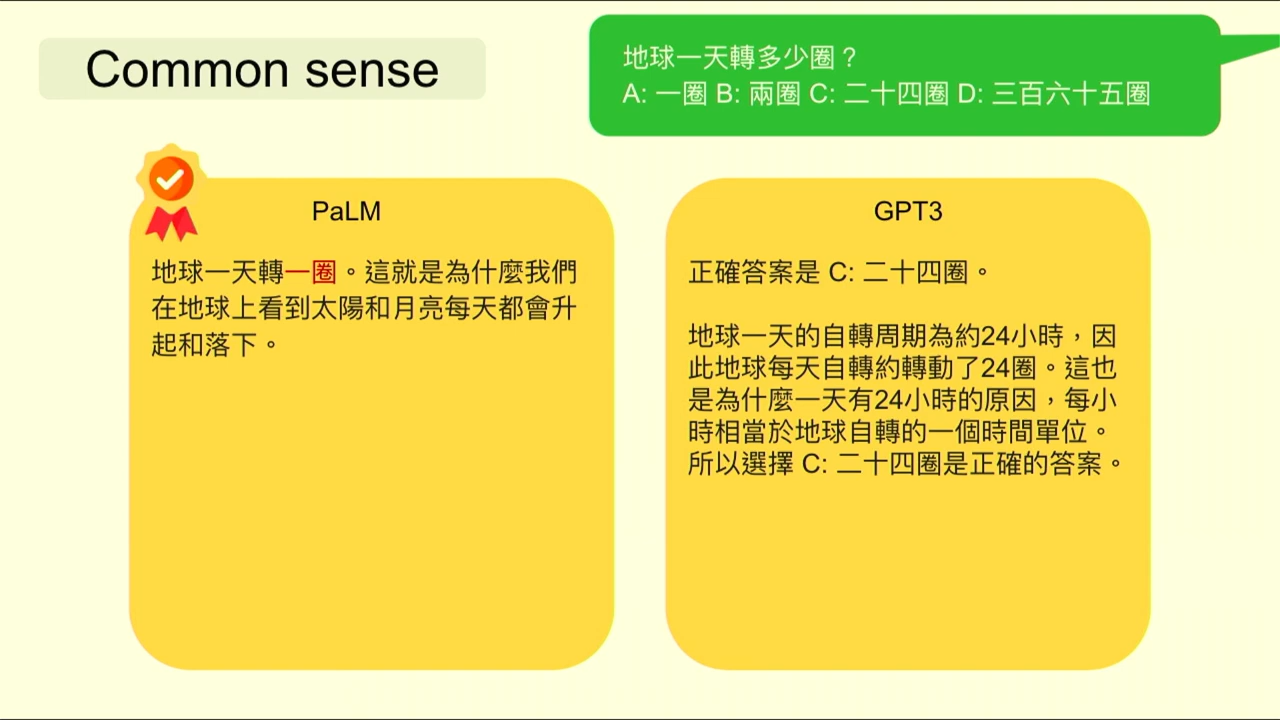 Common sense
地球一天轉多少圈？
A: 一圈 B: 兩圈 C: 二十四圈 D: 三百六十五圈
PaLM
地球一天轉一圈。這就是為什麼我們
在地球上看到太陽和月亮每天都會升
起和落下。
GPT3
正確答案是 C: 二十四圈。
地球一天的自轉周期為約24小時，因
此地球每天自轉約轉動了24圈。這也
是為什麼一天有24小時的原因，每小
時相當於地球自轉的一個時間單位。
所以選擇 C: 二十四圈是正確的答案。